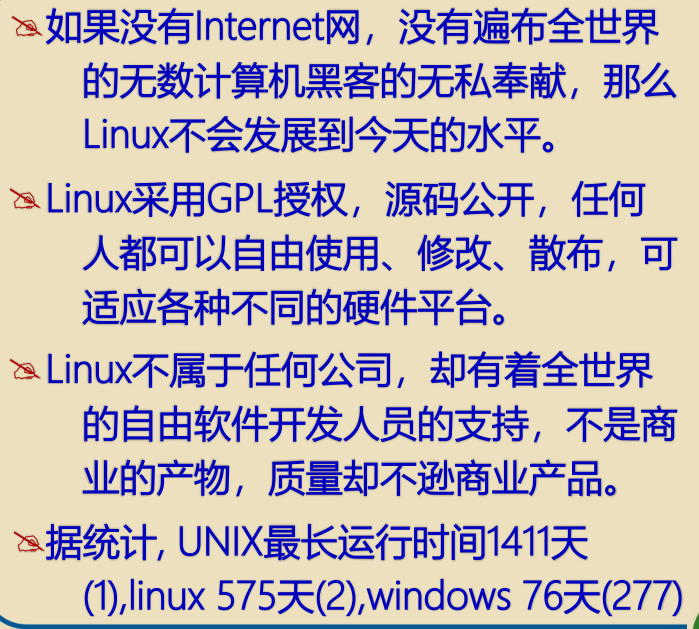 如果没有Internet网，没有遍布全世界
的无数计算机黑客的无私奉献，那么
Linux不会发展到今天的水平。
Linux采用GPL授权，源码公开，任何
人都可以自由使用、修改、散布，可
适应各种不同的硬件平台。
Linux不属于任何公司，却有着全世界
的自由软件开发人员的支持，不是商
业的产物，质量却不逊商业产品。
据统计, UNIX最长运行时间1411天
(1),linux 575天(2),windows 76天(277)